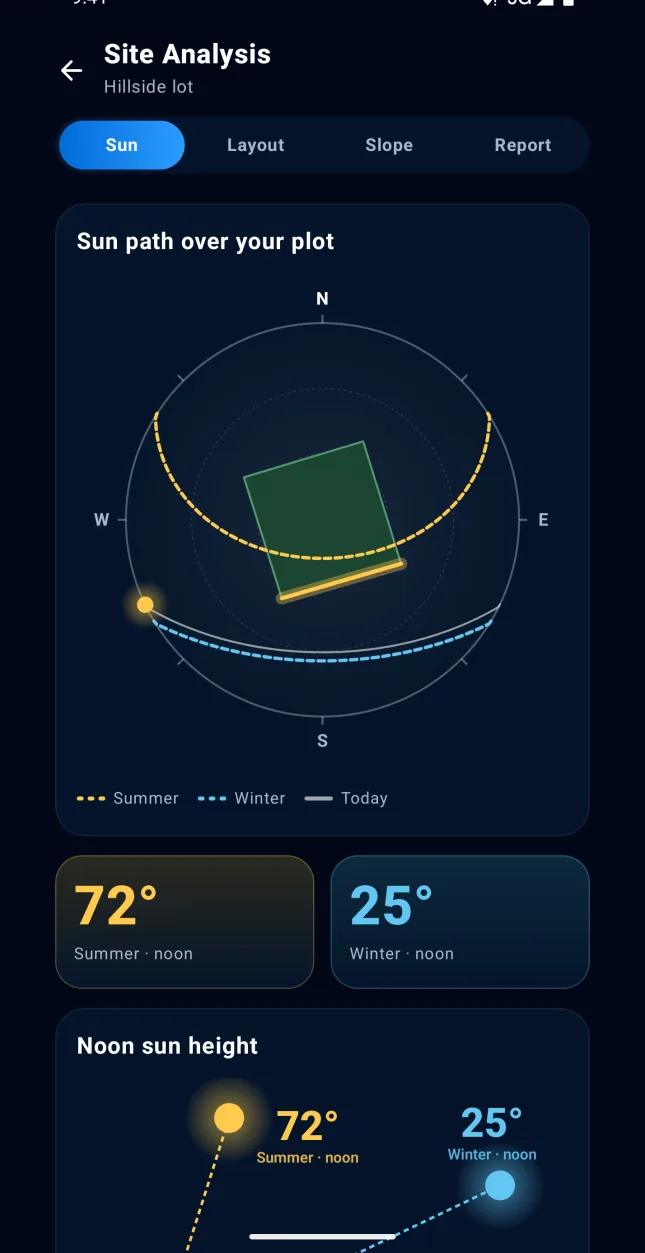 Site Analysis
Hillside lot
Sun Layout Slope Report
Sun path over your plot
N
W E
S
Summer Winter Today
72° 25°
Summer · noon Winter · noon
Noon sun height
72° 25°
Summer · noon Winter · noon